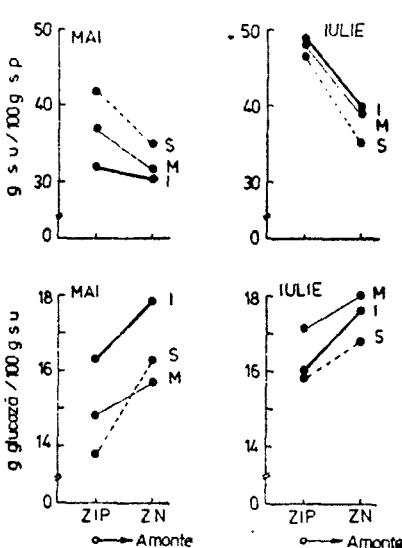 MAI
50
40
30
0
g s u / 100 g s p
S
M
I
IULIE
50
40
30
0
I
M
S
MAI
18
16
14
0
g glucoză / 100 g s u
I
S
M
ZIP ZN
Amonte
IULIE
18
16
14
0
M
I
S
ZIP ZN
Amonte